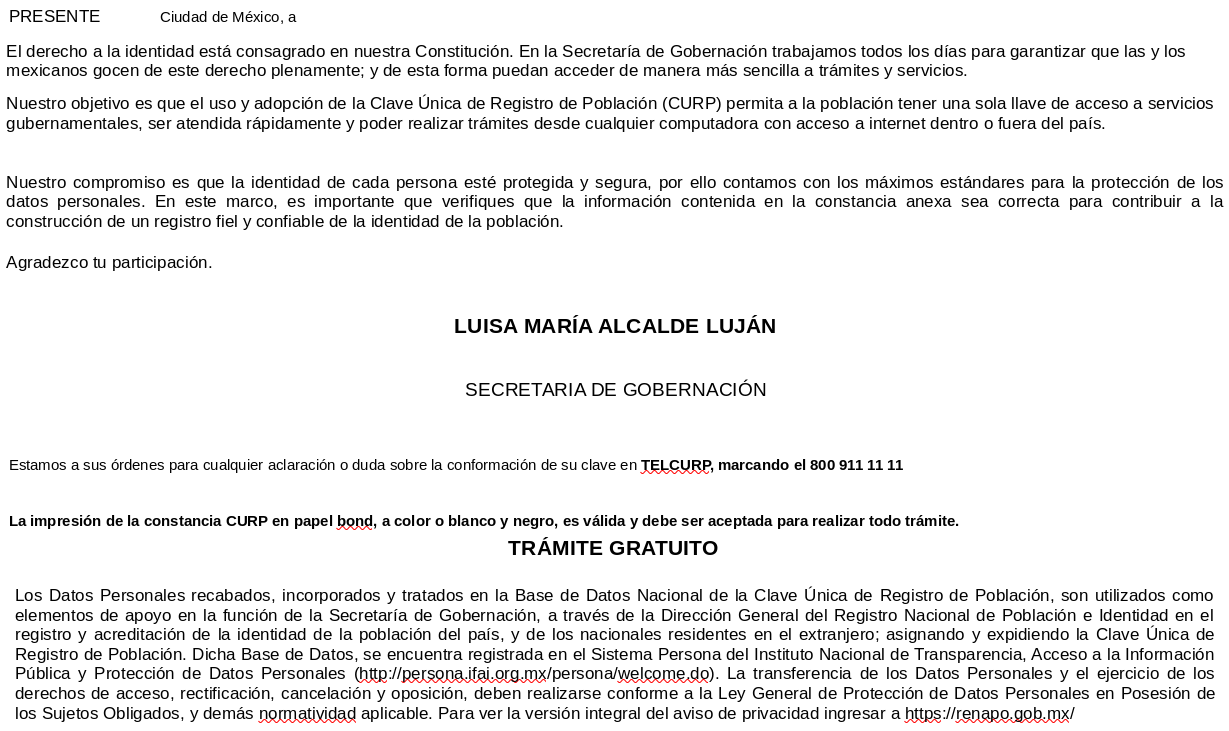 PRESENTE Ciudad de México, a
El derecho a la identidad está consagrado en nuestra Constitución. En la Secretaría de Gobernación trabajamos todos los días para garantizar que las y los
mexicanos gocen de este derecho plenamente; y de esta forma puedan acceder de manera más sencilla a trámites y servicios.
Nuestro objetivo es que el uso y adopción de la Clave Única de Registro de Población (CURP) permita a la población tener una sola llave de acceso a servicios
gubernamentales, ser atendida rápidamente y poder realizar trámites desde cualquier computadora con acceso a internet dentro o fuera del país.
Nuestro compromiso es que la identidad de cada persona esté protegida y segura, por ello contamos con los máximos estándares para la protección de los
datos personales. En este marco, es importante que verifiques que la información contenida en la constancia anexa sea correcta para contribuir a la
construcción de un registro fiel y confiable de la identidad de la población.
Agradezco tu participación.
LUISA MARÍA ALCALDE LUJÁN
SECRETARIA DE GOBERNACIÓN
Estamos a sus órdenes para cualquier aclaración o duda sobre la conformación de su clave en TELCURP, marcando el 800 911 11 11
La impresión de la constancia CURP en papel bond, a color o blanco y negro, es válida y debe ser aceptada para realizar todo trámite.
TRÁMITE GRATUITO
Los Datos Personales recabados, incorporados y tratados en la Base de Datos Nacional de la Clave Única de Registro de Población, son utilizados como
elementos de apoyo en la función de la Secretaría de Gobernación, a través de la Dirección General del Registro Nacional de Población e Identidad en el
registro y acreditación de la identidad de la población del país, y de los nacionales residentes en el extranjero; asignando y expidiendo la Clave Única de
Registro de Población. Dicha Base de Datos, se encuentra registrada en el Sistema Persona del Instituto Nacional de Transparencia, Acceso a la Información
Pública y Protección de Datos Personales (http://persona.ifai.org.mx/persona/welcome.do). La transferencia de los Datos Personales y el ejercicio de los
derechos de acceso, rectificación, cancelación y oposición, deben realizarse conforme a la Ley General de Protección de Datos Personales en Posesión de
los Sujetos Obligados, y demás normatividad aplicable. Para ver la versión integral del aviso de privacidad ingresar a https://renapo.gob.mx/